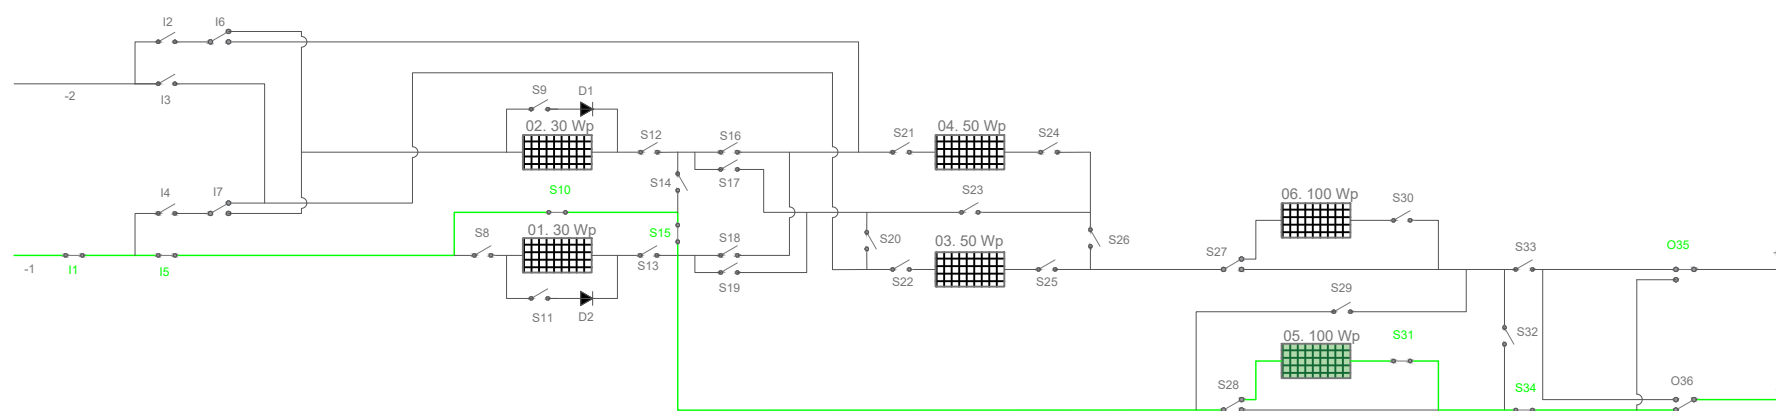 I2
I6
-2
I3
S9
D1
02. 30 Wp
S12
S16
S21
04. 50 Wp
S24
S14
S17
I4
I7
S10
S23
06. 100 Wp
S30
S8
01. 30 Wp
S15
S18
S20
03. 50 Wp
S26
S27
S33
O35
-1
I1
I5
S13
S19
S22
S25
S11
D2
S29
S32
05. 100 Wp
S31
S28
S34
O36